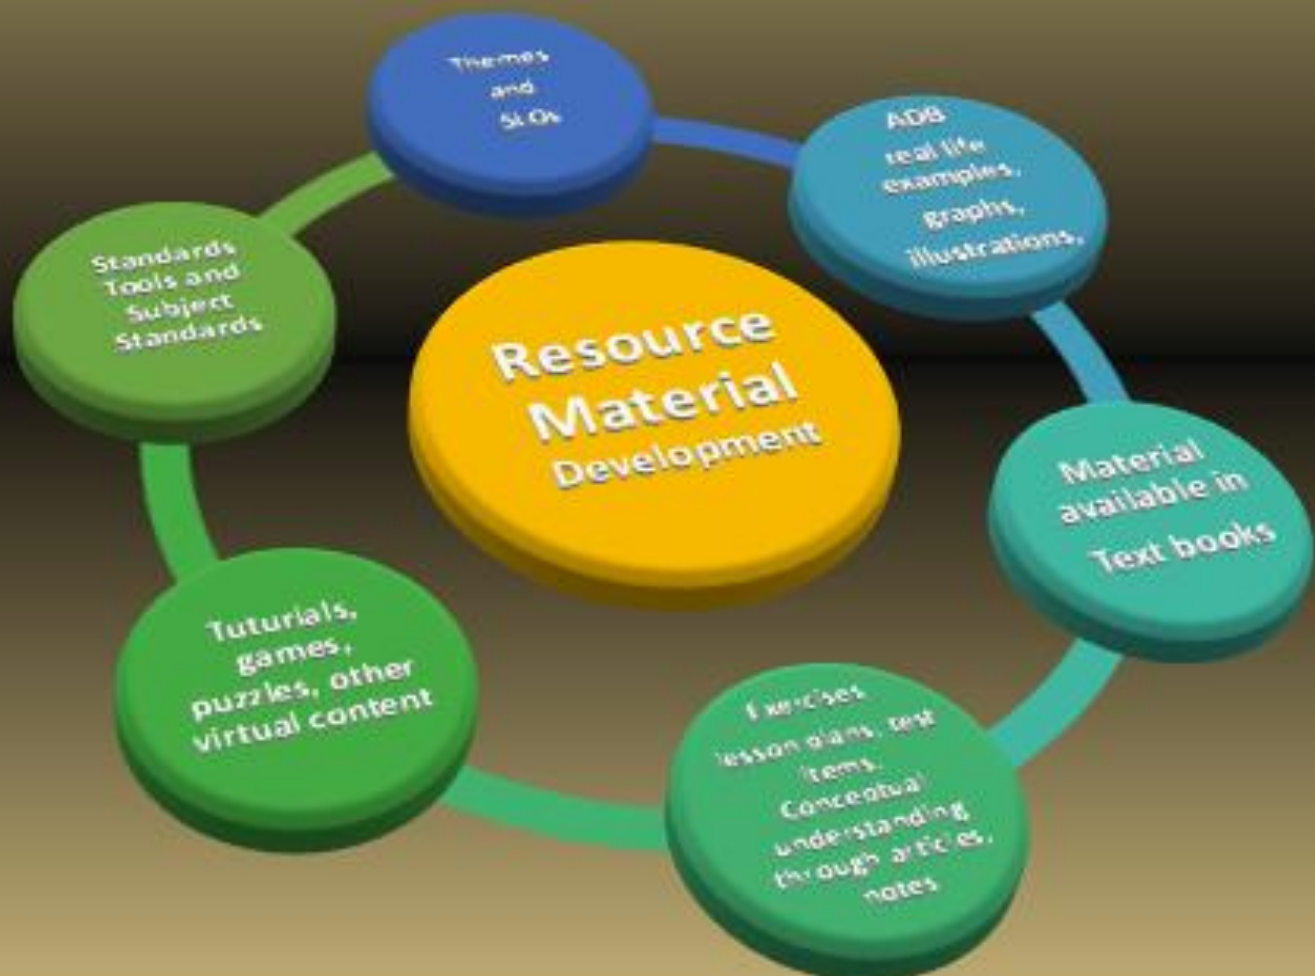 Themes
and
SLOs
ADB
real life
examples,
graphs,
illustrations,
Standards
Tools and
Subject
Standards
Resource
Material
Development
Material
available in
Text books
Tuturials,
games,
puzzles, other
virtual content
Exercises
lesson plans, test
items,
Conceptual
understanding
through articles,
notes